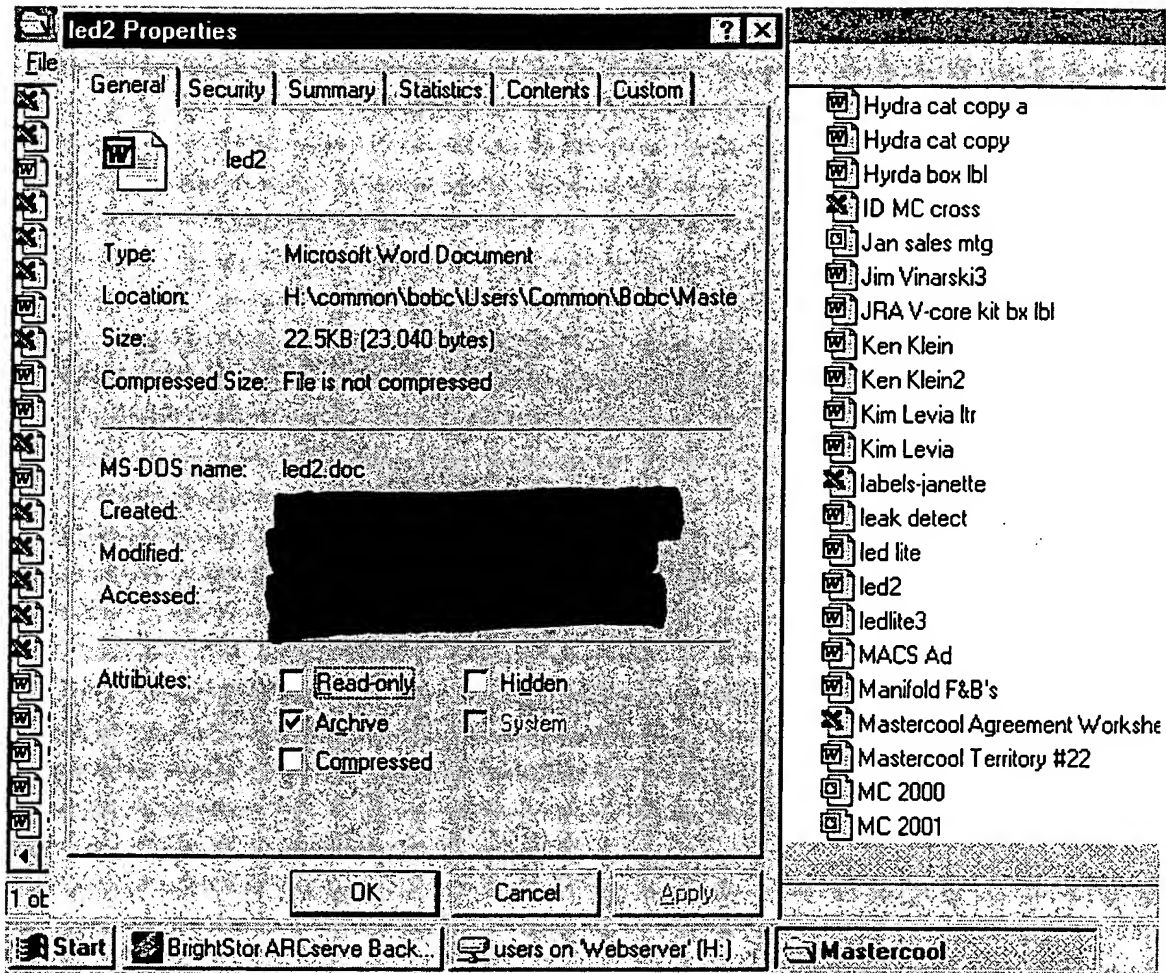 led2 Properties
File
General Security Summary Statistics Contents Custom
led2
Type: Microsoft Word Document
Location: H:\common\bobc\Users\Common\Bobc\Maste
Size: 22.5KB (23,040 bytes)
Compressed Size: File is not compressed
MS-DOS name: led2.doc
Created:
Modified:
Accessed:
Attributes: Read-only Hidden
Archive System
Compressed
OK Cancel Apply
1 ob
Hydra cat copy a
Hydra cat copy
Hyrda box lbl
ID MC cross
Jan sales mtg
Jim Vinarski3
JRA V-core kit bx lbl
Ken Klein
Ken Klein2
Kim Levia ltr
Kim Levia
labels-janette
leak detect
led lite
led2
ledlite3
MACS Ad
Manifold F&B's
Mastercool Agreement Workshe
Mastercool Territory #22
MC 2000
MC 2001
Start BrightStor ARCserve Back... users on 'Webserver' (H:) Mastercool